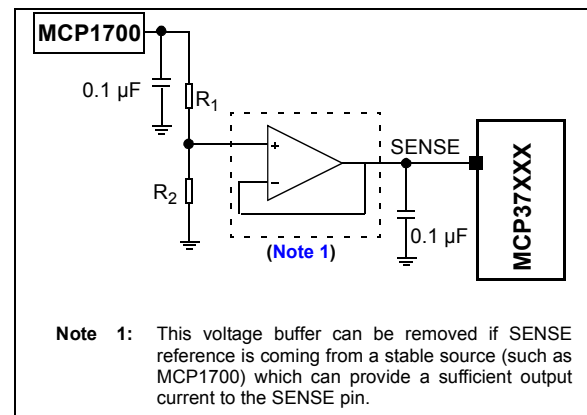 MCP1700
0.1 µF
R1
R2
+
–
SENSE
0.1 µF
MCP37XXX
(Note 1)
Note 1: This voltage buffer can be removed if SENSE
reference is coming from a stable source (such as
MCP1700) which can provide a sufficient output
current to the SENSE pin.